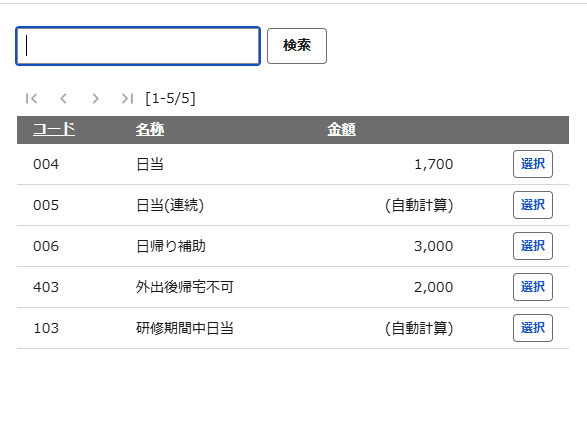 検索
[1-5/5]
コード 名称 金額
004 日当 1,700 選択
005 日当(連続) (自動計算) 選択
006 日帰り補助 3,000 選択
403 外出後帰宅不可 2,000 選択
103 研修期間中日当 (自動計算) 選択